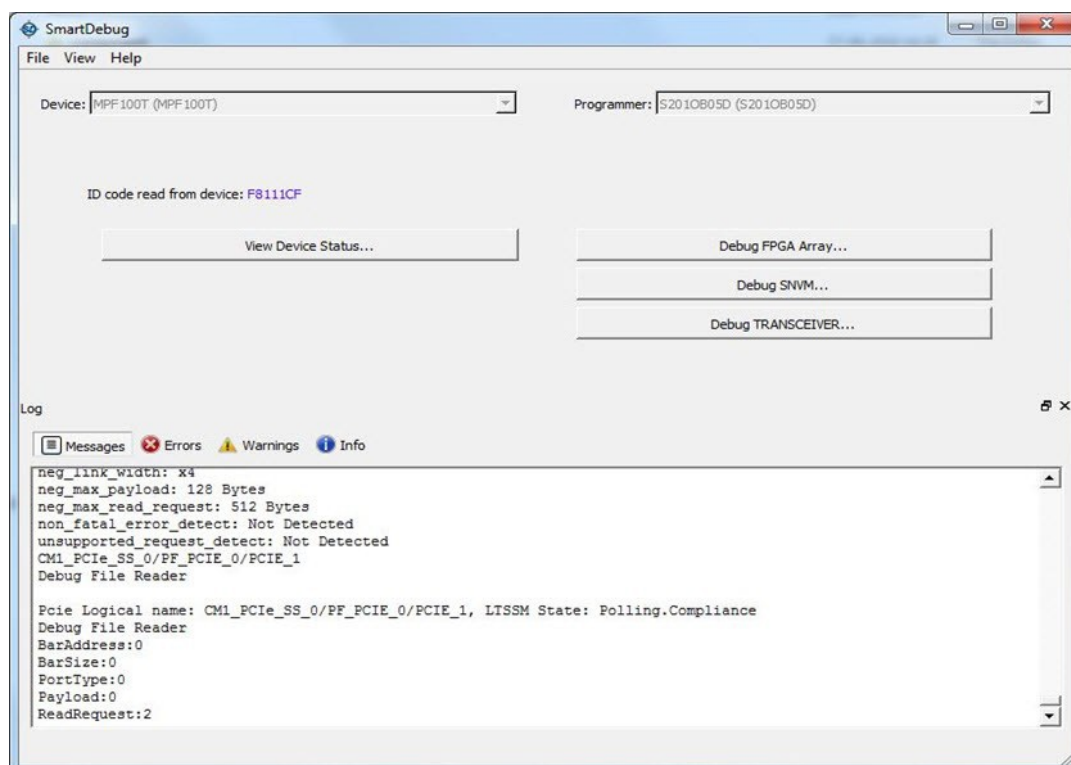 SmartDebug
File View Help
Device: MPF100T (MPF100T)
Programmer: S201OB05D (S201OB05D)
ID code read from device: F8111CF
View Device Status...
Debug FPGA Array...
Debug SNVM...
Debug TRANSCEIVER...
Log
Messages Errors Warnings Info
neg_link_width: x4
neg_max_payload: 128 Bytes
neg_max_read_request: 512 Bytes
non_fatal_error_detect: Not Detected
unsupported_request_detect: Not Detected
CM1_PCIe_SS_0/PF_PCIE_0/PCIE_1
Debug File Reader
Pcie Logical name: CM1_PCIe_SS_0/PF_PCIE_0/PCIE_1, LTSSM State: Polling.Compliance
Debug File Reader
BarAddress:0
BarSize:0
PortType:0
Payload:0
ReadRequest:2